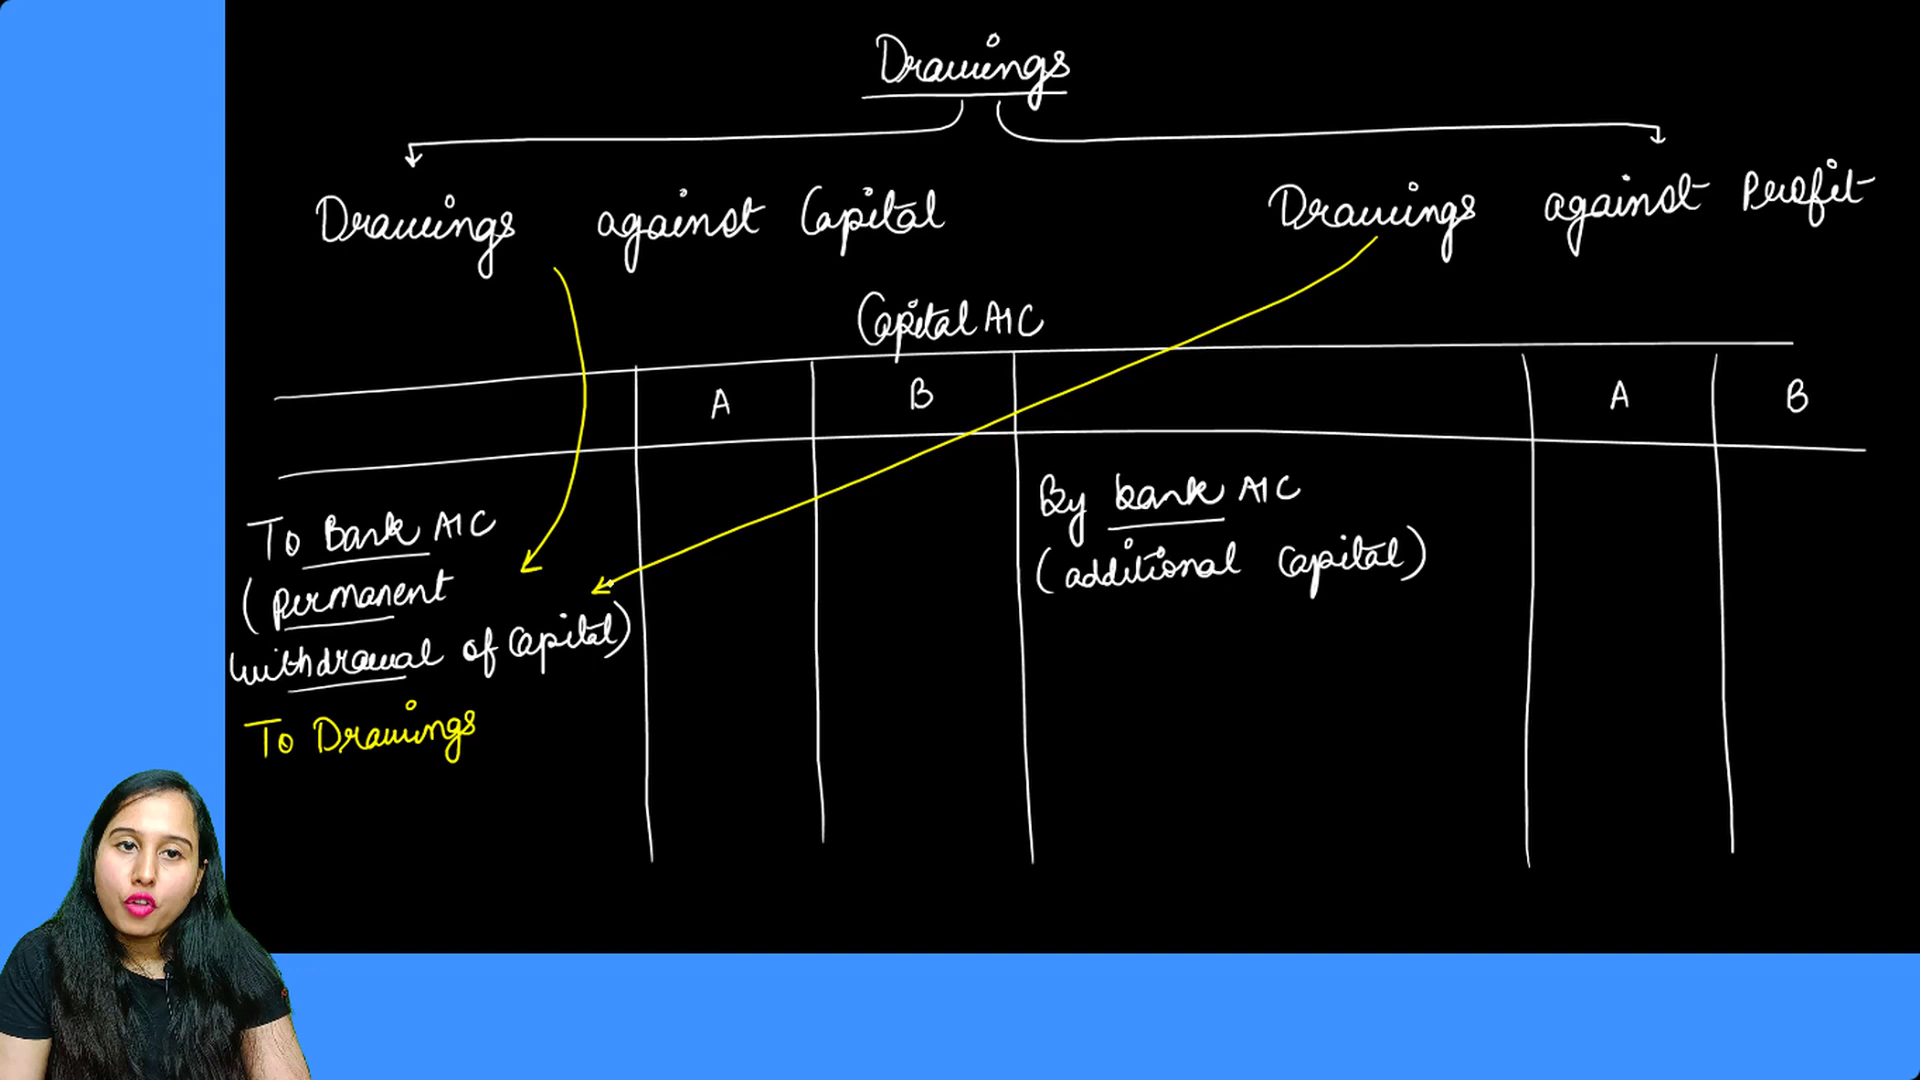 Drawings
Drawings against Capital
Drawings against Profit
Capital A/C
A B A B
To Bank A/C
(permanent
withdrawal of Capital)
To Drawings
By bank A/C
(additional Capital)